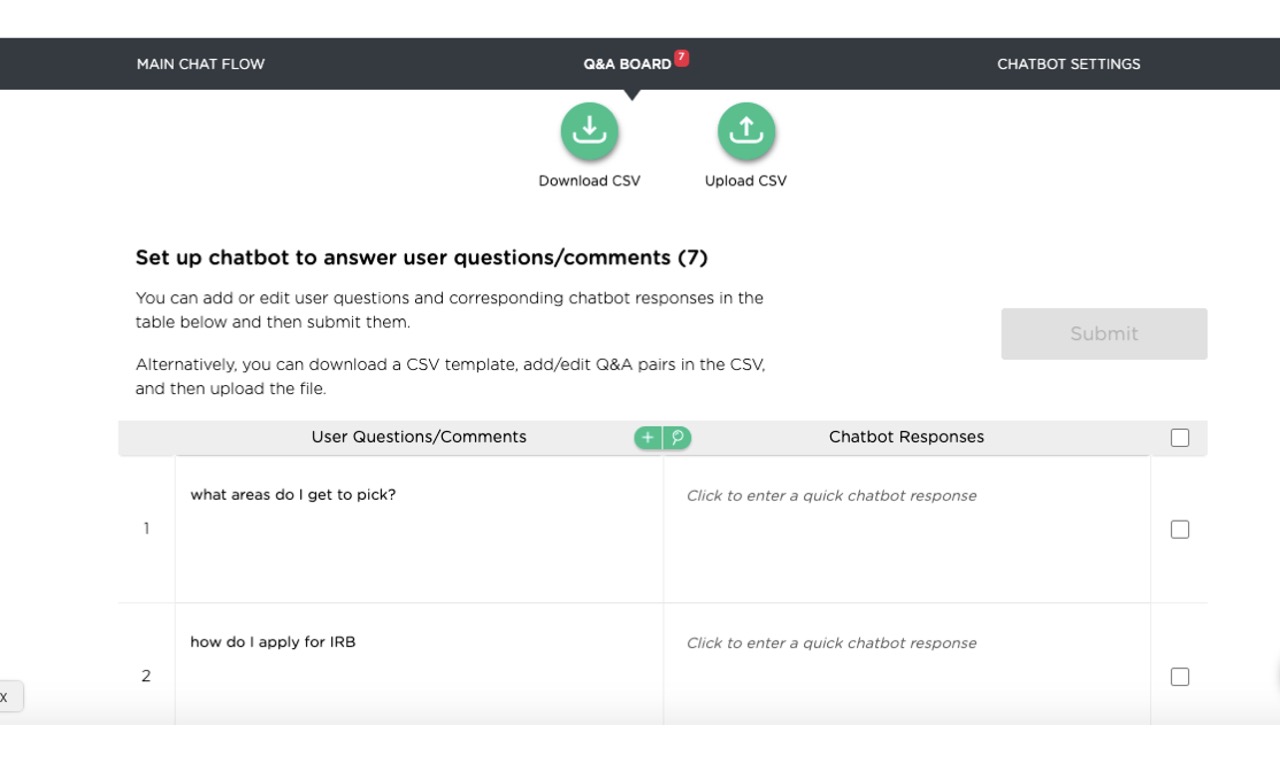 MAIN CHAT FLOW
Q&A BOARD 7
CHATBOT SETTINGS
Download CSV
Upload CSV
Set up chatbot to answer user questions/comments (7)
You can add or edit user questions and corresponding chatbot responses in the
table below and then submit them.
Submit
Alternatively, you can download a CSV template, add/edit Q&A pairs in the CSV,
and then upload the file.
User Questions/Comments
Chatbot Responses
1
what areas do I get to pick?
Click to enter a quick chatbot response
2
how do I apply for IRB
Click to enter a quick chatbot response
x